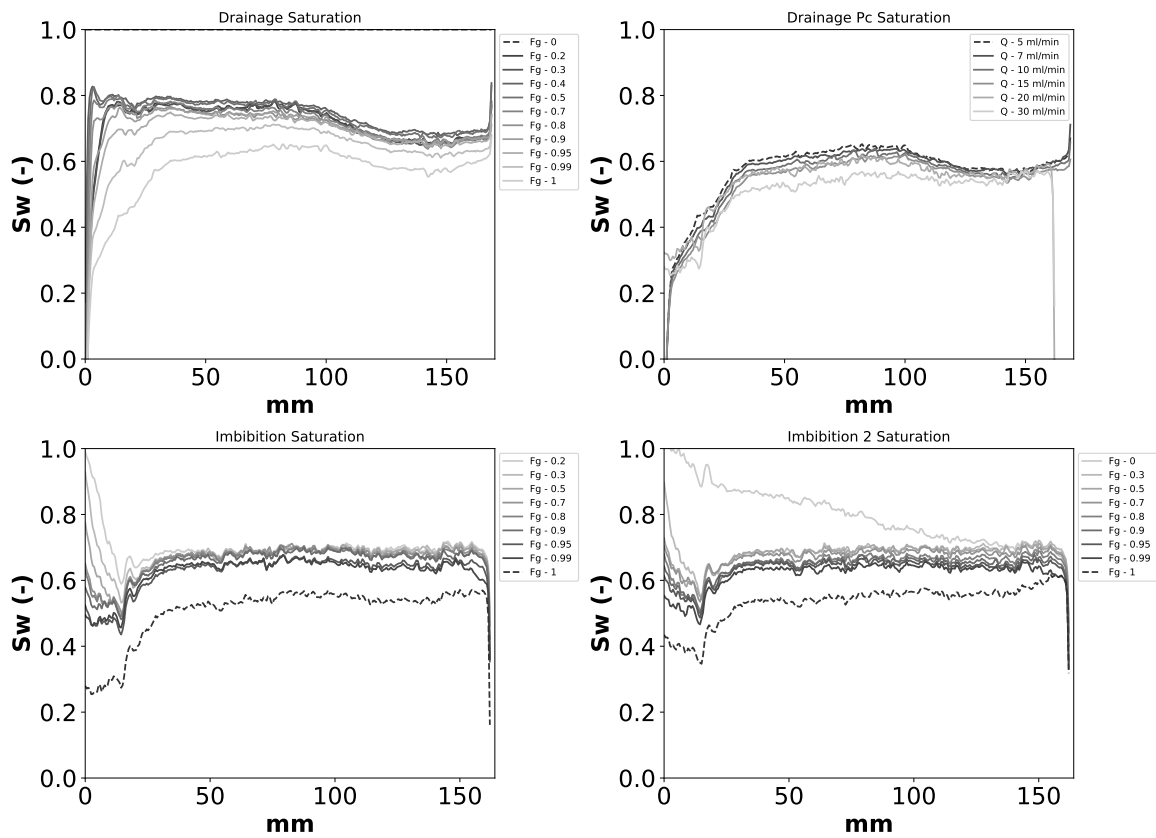 Drainage Saturation
1.0
0.8
0.6
0.4
0.2
0.0
Sw (-)
0 50 100 150
mm
Fg - 0
Fg - 0.2
Fg - 0.3
Fg - 0.4
Fg - 0.5
Fg - 0.7
Fg - 0.8
Fg - 0.9
Fg - 0.95
Fg - 0.99
Fg - 1
Drainage Pc Saturation
1.0
0.8
0.6
0.4
0.2
0.0
Sw (-)
0 50 100 150
mm
Q - 5 ml/min
Q - 7 ml/min
Q - 10 ml/min
Q - 15 ml/min
Q - 20 ml/min
Q - 30 ml/min
Imbibition Saturation
1.0
0.8
0.6
0.4
0.2
0.0
Sw (-)
0 50 100 150
mm
Fg - 0.2
Fg - 0.3
Fg - 0.5
Fg - 0.7
Fg - 0.8
Fg - 0.9
Fg - 0.95
Fg - 0.99
Fg - 1
Imbibition 2 Saturation
1.0
0.8
0.6
0.4
0.2
0.0
Sw (-)
0 50 100 150
mm
Fg - 0
Fg - 0.3
Fg - 0.5
Fg - 0.7
Fg - 0.8
Fg - 0.9
Fg - 0.95
Fg - 0.99
Fg - 1